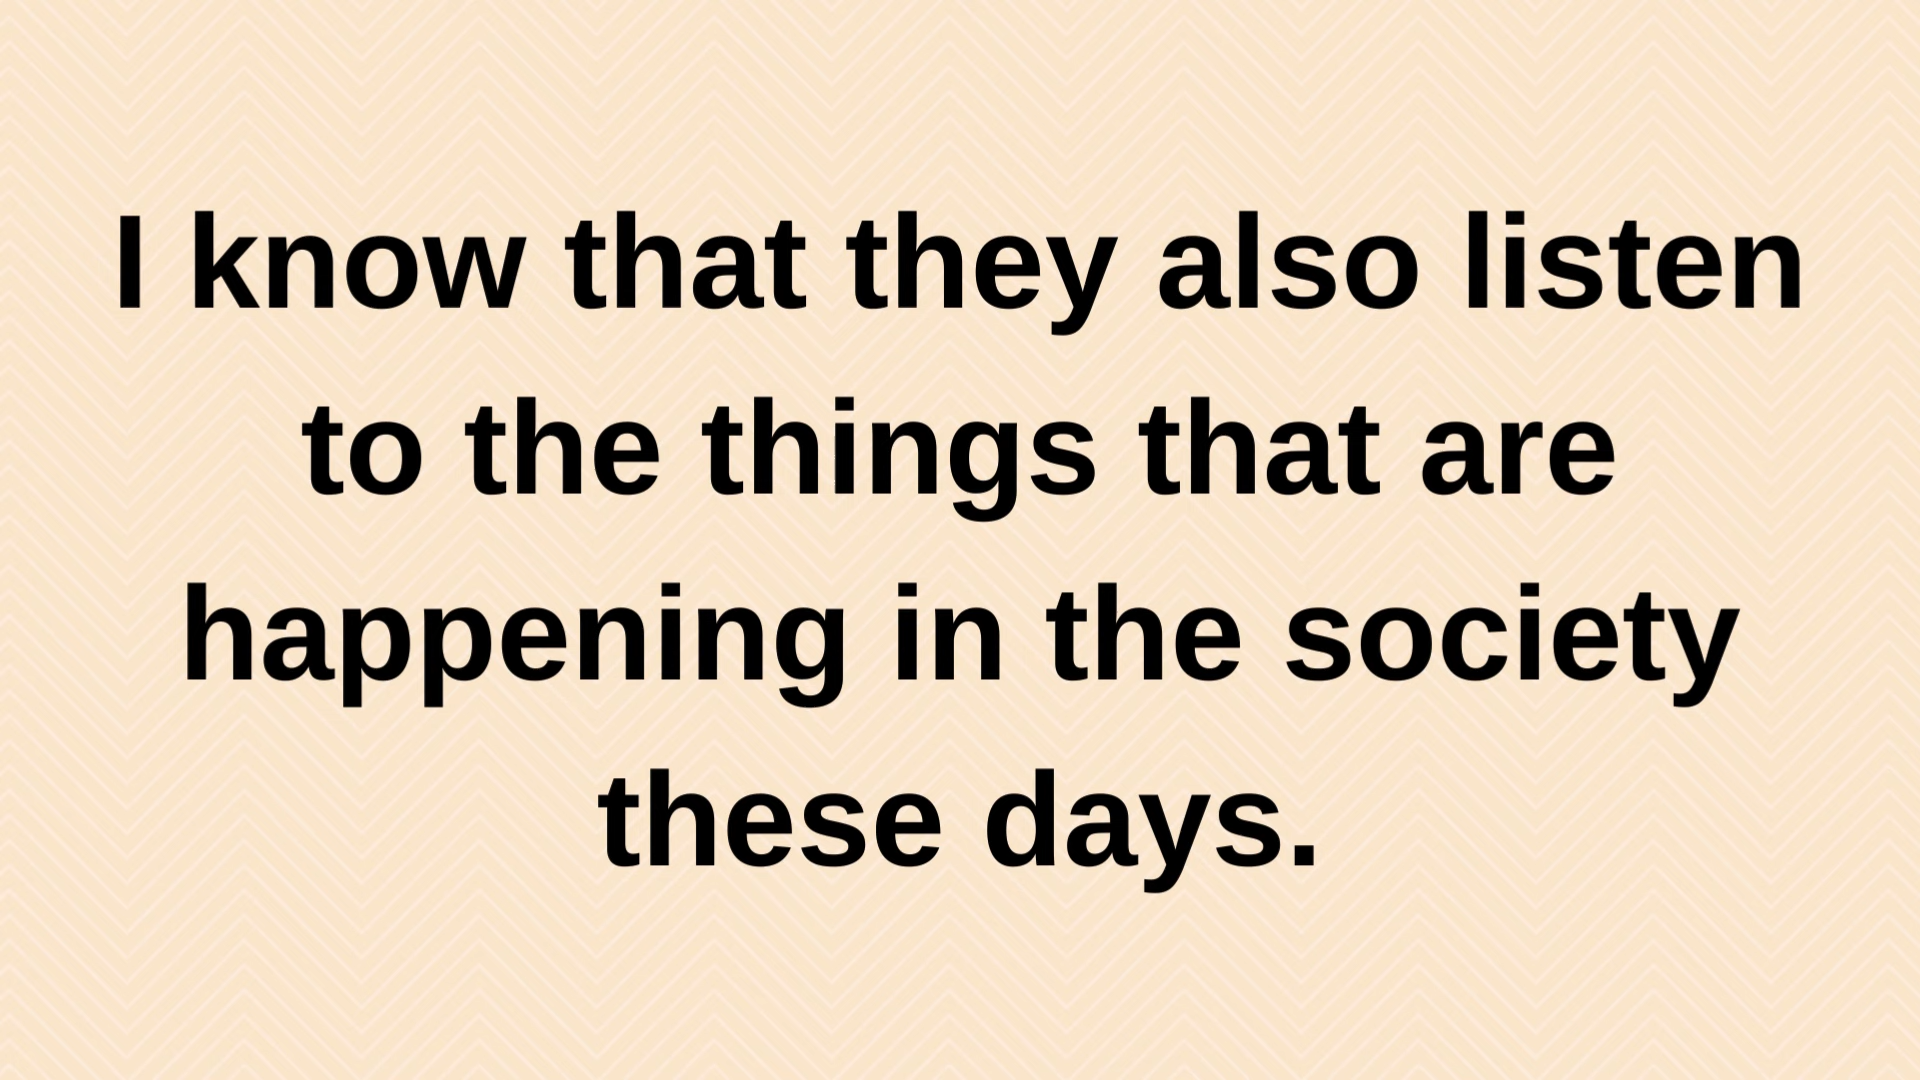 I know that they also listen
to the things that are
happening in the society
these days.